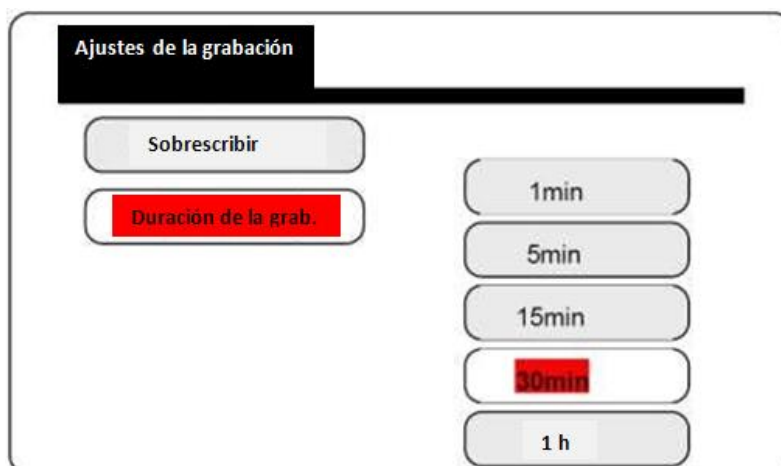 Ajustes de la grabación
Sobrescribir
Duración de la grab.
1min
5min
15min
30min
1 h